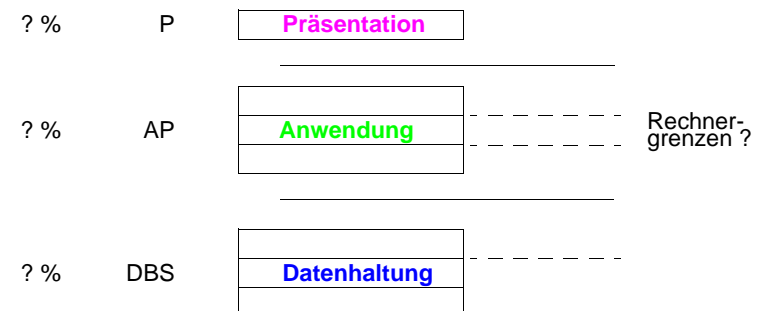 ? % P Präsentation
? % AP Anwendung Rechner-
grenzen ?
? % DBS Datenhaltung